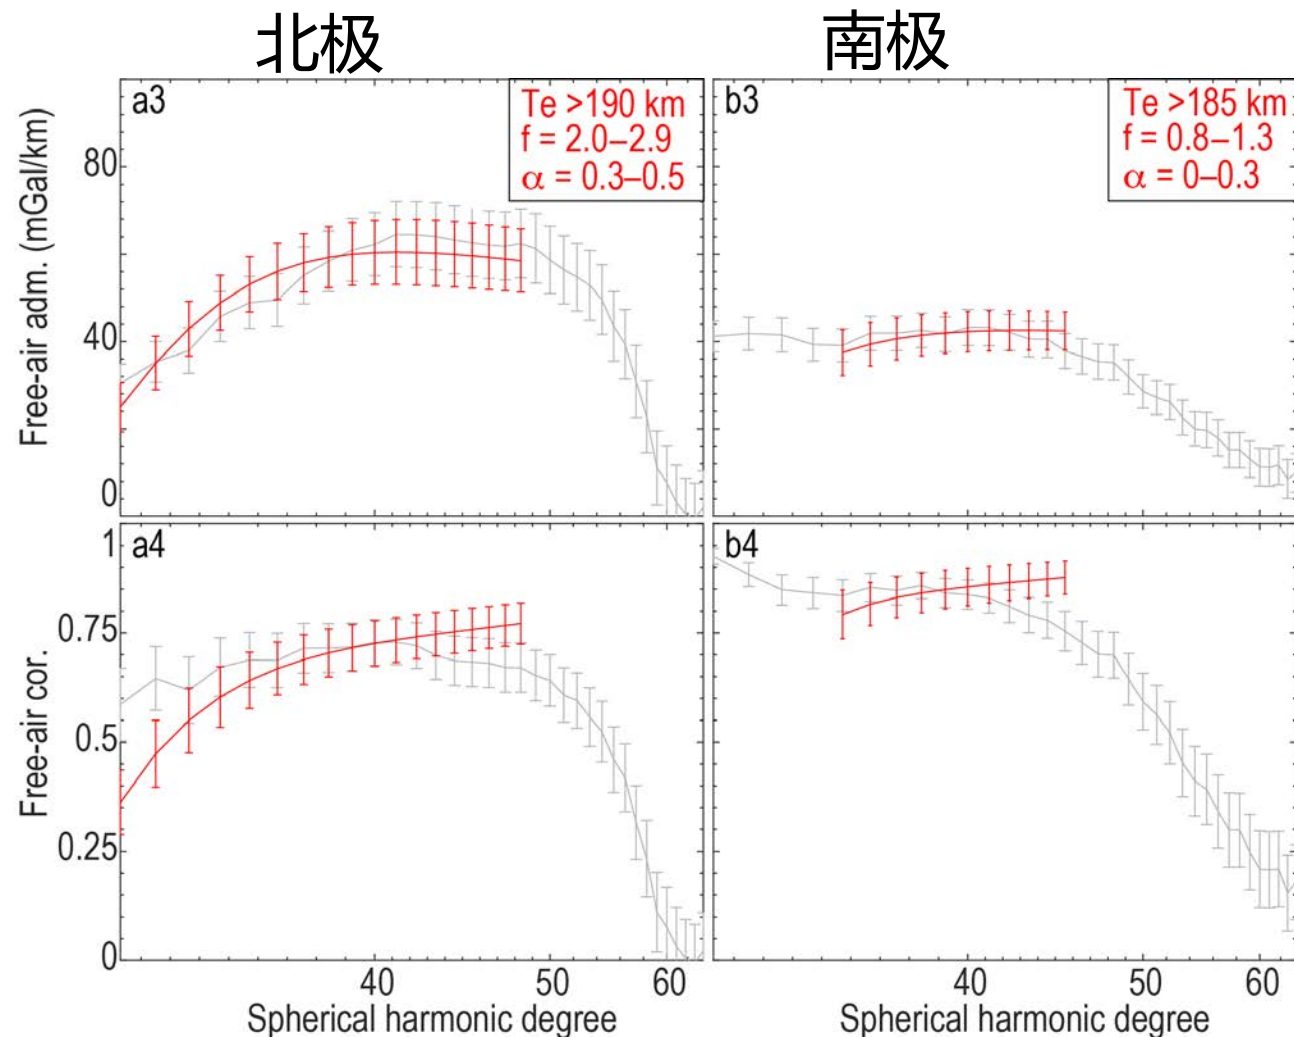 北极
南极
a3
Te >190 km
f = 2.0–2.9
α = 0.3–0.5
b3
Te >185 km
f = 0.8–1.3
α = 0–0.3
Free-air adm. (mGal/km)
80
40
0
a4
b4
Free-air cor.
1
0.75
0.5
0.25
0
40
50
60
40
50
60
Spherical harmonic degree
Spherical harmonic degree